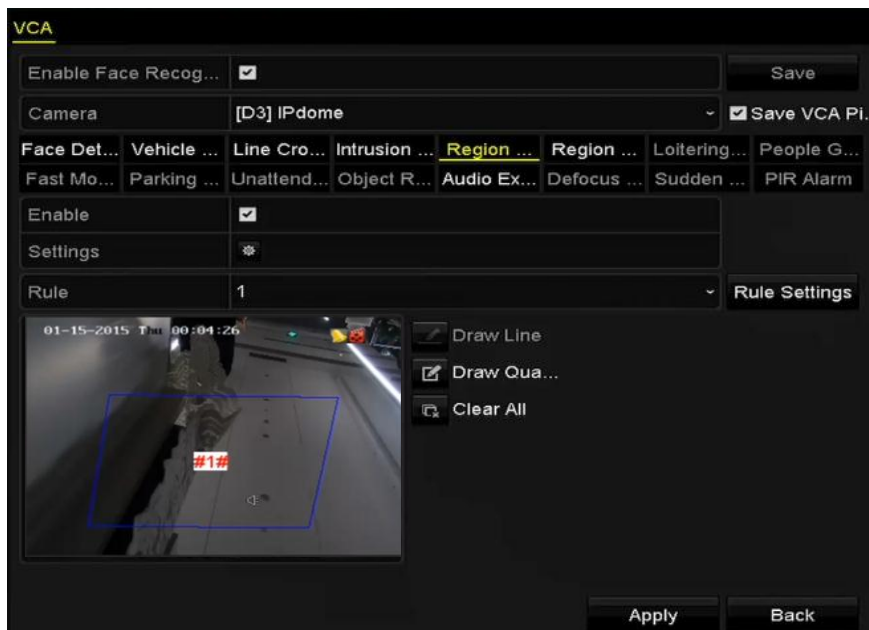 VCA
Enable Face Recog... Save
Camera [D3] IPdome Save VCA Pi.
Face Det... Vehicle ... Line Cro... Intrusion ... Region ... Region ... Loitering... People G...
Fast Mo... Parking ... Unattend... Object R... Audio Ex... Defocus ... Sudden ... PIR Alarm
Enable
Settings
Rule 1 Rule Settings
01-15-2015 Thu 00:04:26
Draw Line
Draw Qua...
Clear All
#1#
Apply Back